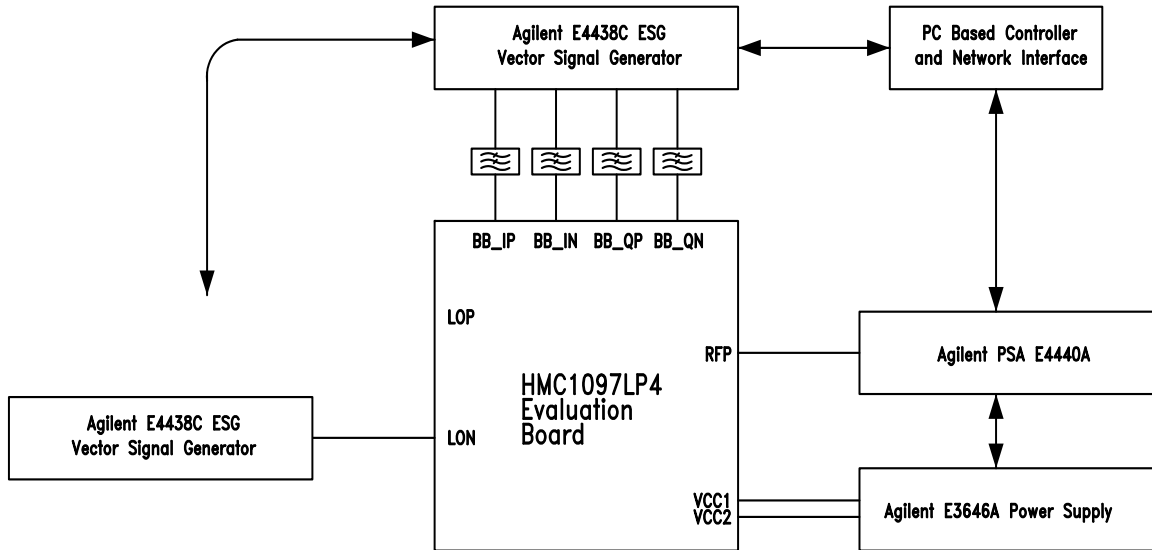 Agilent E4438C ESG
Vector Signal Generator
PC Based Controller
and Network Interface
BB_IP BB_IN BB_QP BB_QN
LOP
RFP
Agilent PSA E4440A
HMC1097LP4
Evaluation
Board
Agilent E4438C ESG
Vector Signal Generator
LON
VCC1
VCC2
Agilent E3646A Power Supply